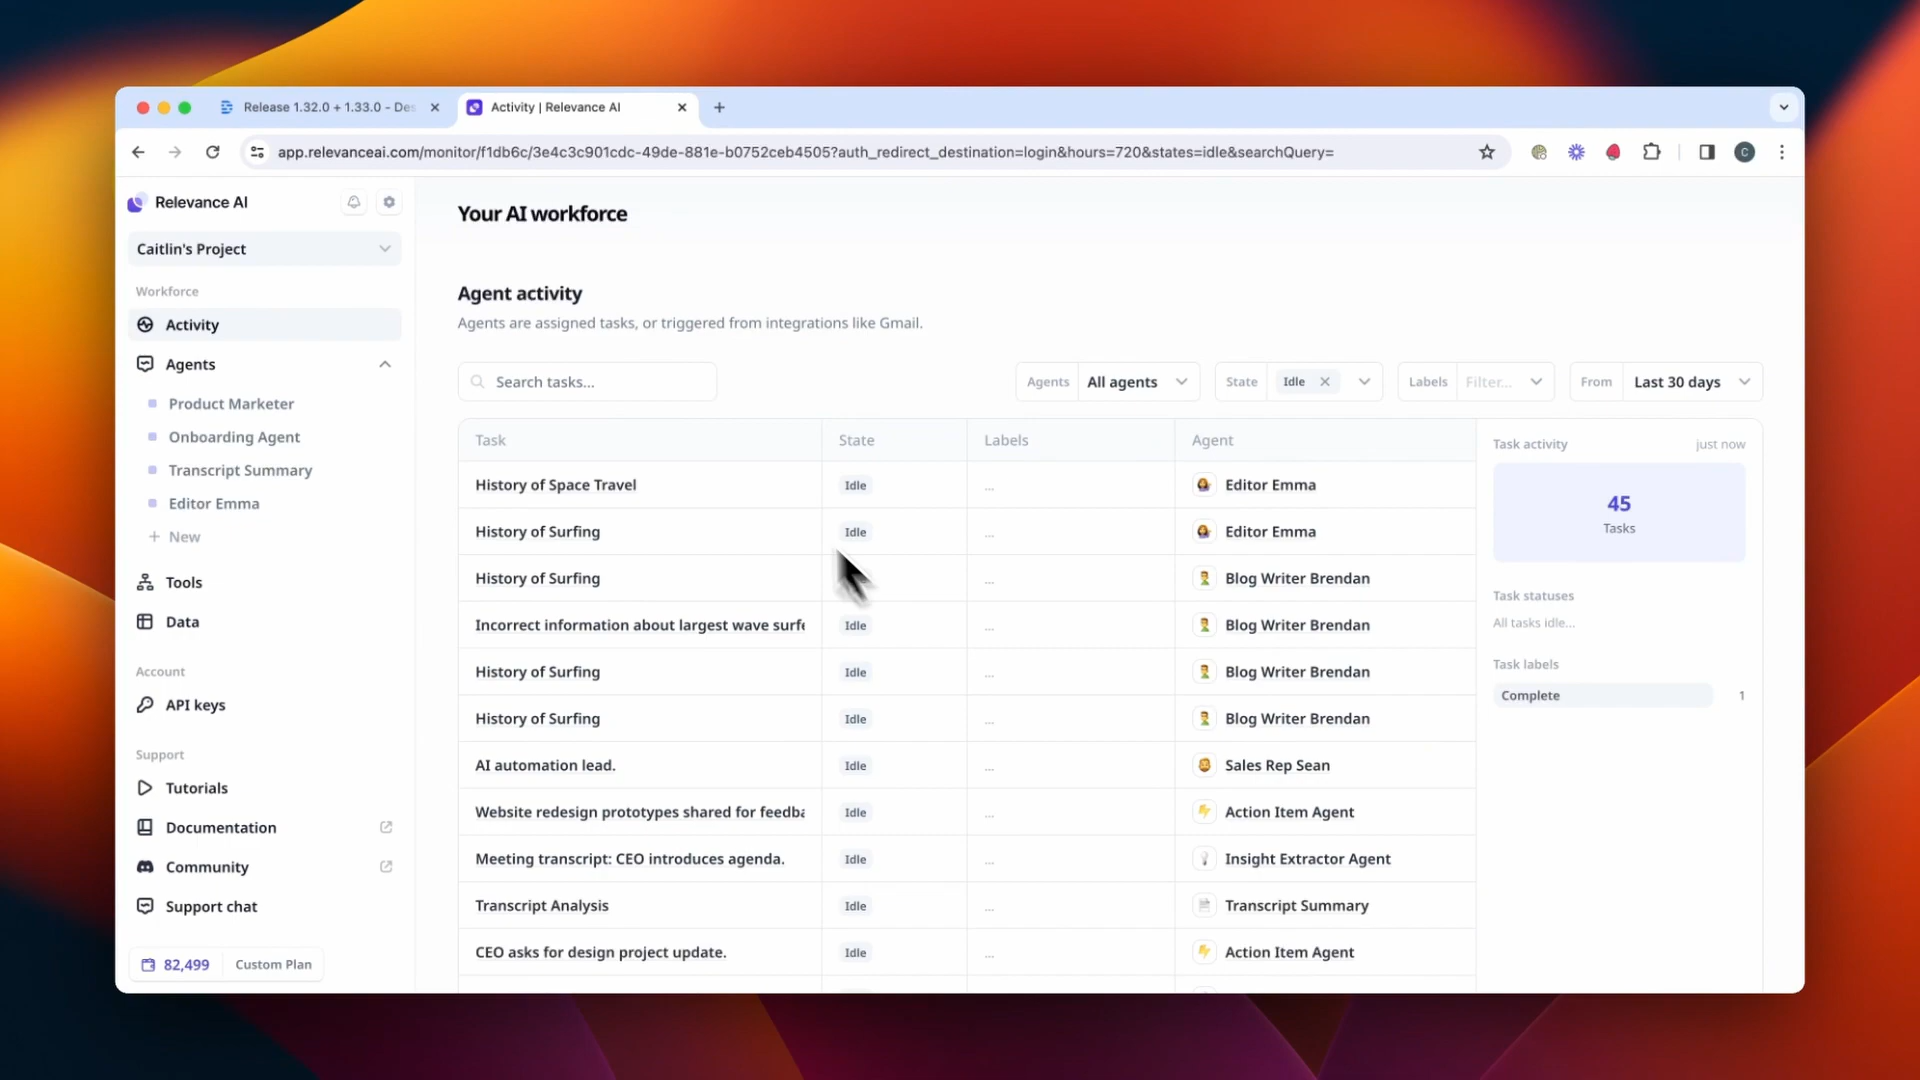 Release 1.32.0 + 1.33.0 - Des
Activity | Relevance AI
app.relevanceai.com/monitor/f1db6c/3e4c3c901cdc-49de-881e-b0752ceb4505?auth_redirect_destination=login&hours=720&states=idle&searchQuery=
C
Relevance AI
Caitlin's Project
Workforce
Activity
Agents
Product Marketer
Onboarding Agent
Transcript Summary
Editor Emma
+ New
Tools
Data
Account
API keys
Support
Tutorials
Documentation
Community
Support chat
82,499 Custom Plan
Your AI workforce
Agent activity
Agents are assigned tasks, or triggered from integrations like Gmail.
Search tasks...
Agents All agents
State Idle
Labels Filter...
From Last 30 days
Task State Labels Agent
History of Space Travel Idle ... Editor Emma
History of Surfing Idle ... Editor Emma
History of Surfing ... Blog Writer Brendan
Incorrect information about largest wave surfe Idle ... Blog Writer Brendan
History of Surfing Idle ... Blog Writer Brendan
History of Surfing Idle ... Blog Writer Brendan
AI automation lead. Idle ... Sales Rep Sean
Website redesign prototypes shared for feedba Idle ... Action Item Agent
Meeting transcript: CEO introduces agenda. Idle ... Insight Extractor Agent
Transcript Analysis Idle ... Transcript Summary
CEO asks for design project update. Idle ... Action Item Agent
Task activity just now
45
Tasks
Task statuses
All tasks idle...
Task labels
Complete 1